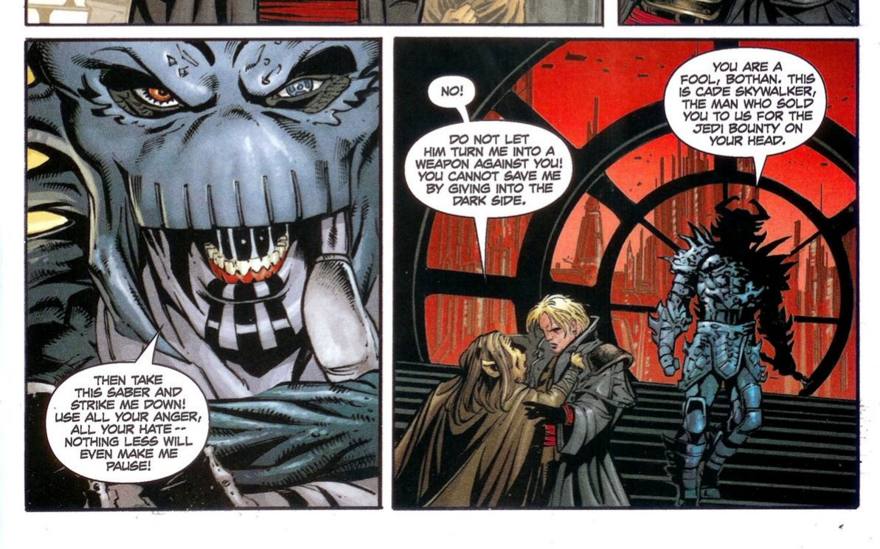 THEN TAKE
THIS SABER AND
STRIKE ME DOWN!
USE ALL YOUR ANGER,
ALL YOUR HATE --
NOTHING LESS WILL
EVEN MAKE ME
PAUSE!
NO!
DO NOT LET
HIM TURN ME INTO A
WEAPON AGAINST YOU!
YOU CANNOT SAVE ME
BY GIVING INTO THE
DARK SIDE.
YOU ARE A
FOOL, BOTHAN. THIS
IS CADE SKYWALKER,
THE MAN WHO SOLD
YOU TO US FOR THE
JEDI BOUNTY ON
YOUR HEAD.